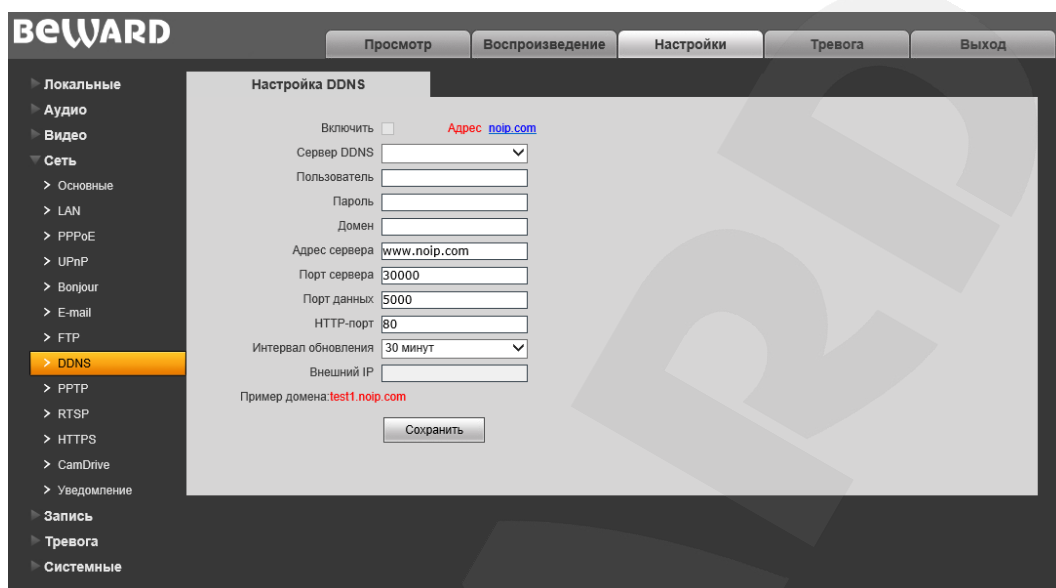 BEWARD
Просмотр
Воспроизведение
Настройки
Тревога
Выход
Локальные
Аудио
Видео
Сеть
Основные
LAN
PPPoE
UPnP
Bonjour
E-mail
FTP
DDNS
PPTP
RTSP
HTTPS
CamDrive
Уведомление
Запись
Тревога
Системные
Настройка DDNS
Включить Адрес noip.com
Сервер DDNS
Пользователь
Пароль
Домен
Адрес сервера www.noip.com
Порт сервера 30000
Порт данных 5000
HTTP-порт 80
Интервал обновления 30 минут
Внешний IP
Пример домена:test1.noip.com
Сохранить